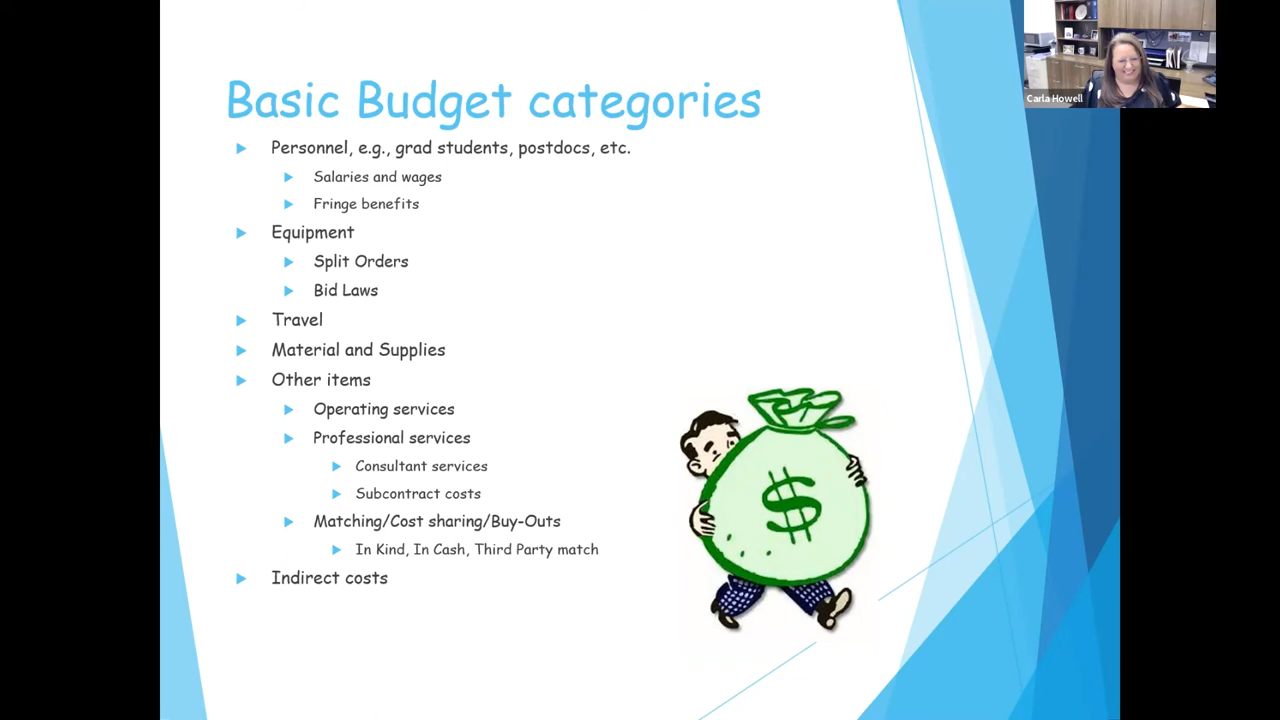 Basic Budget categories
Personnel, e.g., grad students, postdocs, etc.
Salaries and wages
Fringe benefits
Equipment
Split Orders
Bid Laws
Travel
Material and Supplies
Other items
Operating services
Professional services
Consultant services
Subcontract costs
Matching/Cost sharing/Buy-Outs
In Kind, In Cash, Third Party match
Indirect costs
$
Carla Howell